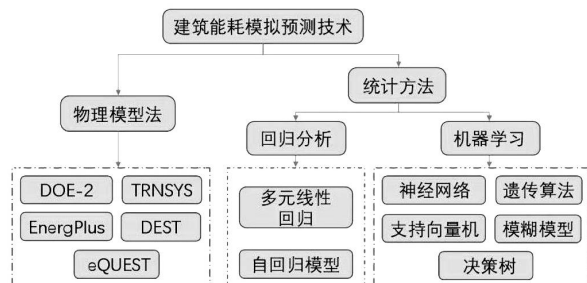 建筑能耗模拟预测技术
统计方法
物理模型法
回归分析
机器学习
DOE-2
TRNSYS
EnergPlus
DEST
eQUEST
多元线性
回归
自回归模型
神经网络
遗传算法
支持向量机
模糊模型
决策树